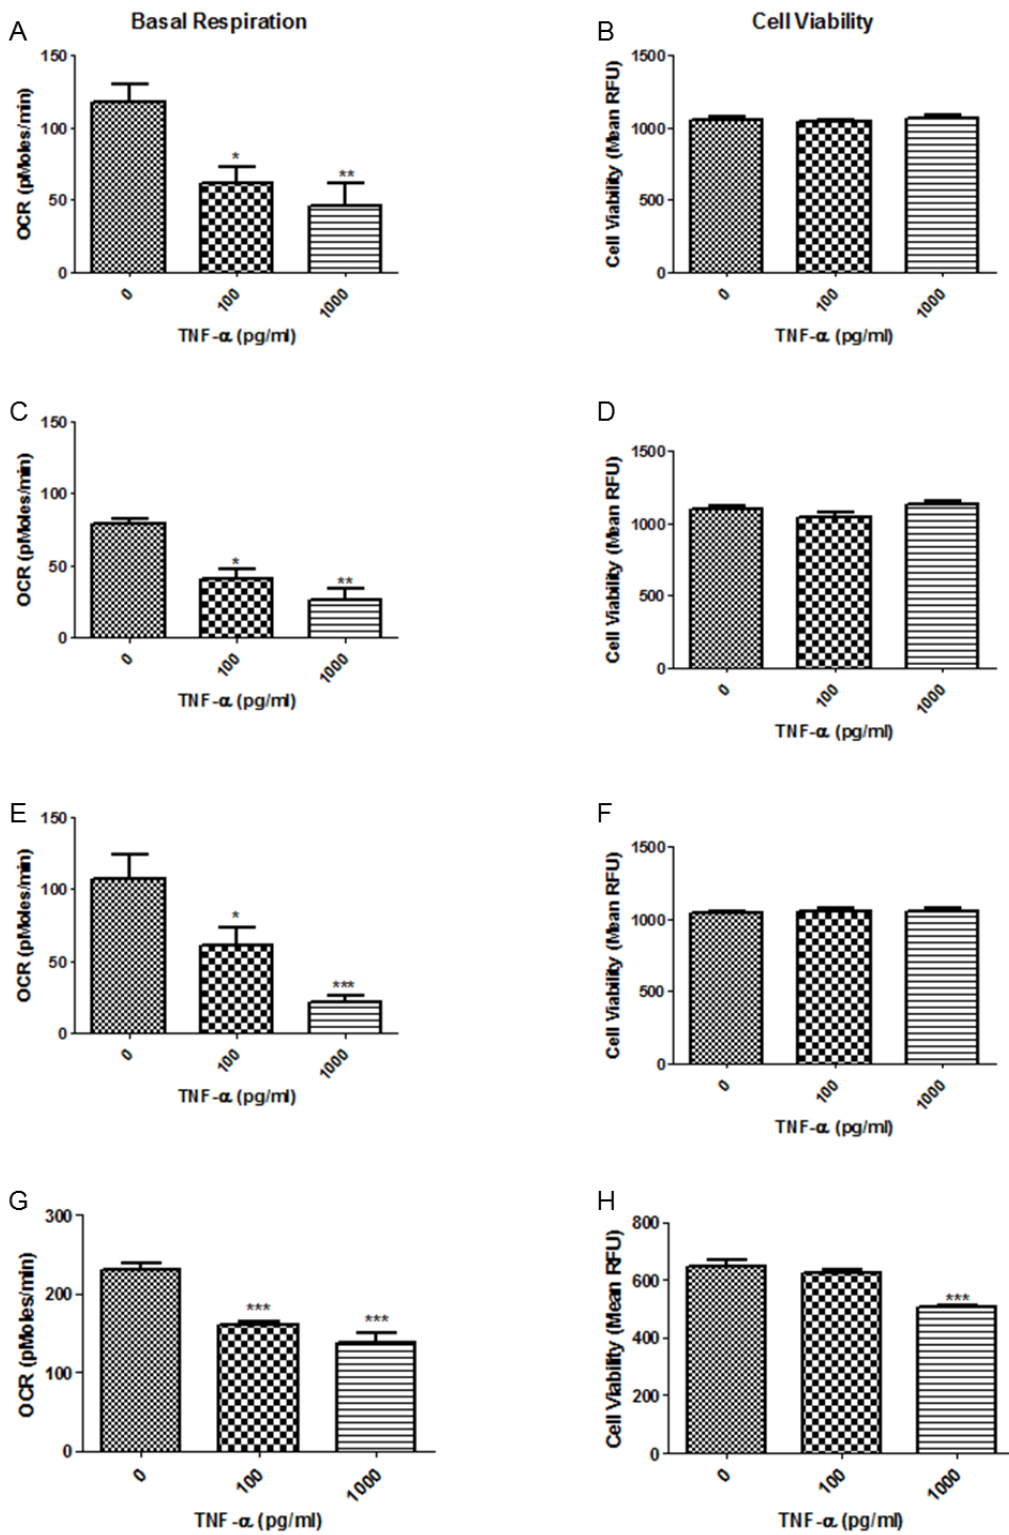 Basal Respiration
Cell Viability
A
OCR (pMoles/min)
150
100
50
0
*
**
0
100
1000
TNF-α (pg/ml)
B
Cell Viability (Mean RFU)
1500
1000
500
0
0
100
1000
TNF-α (pg/ml)
C
OCR (pMoles/min)
150
100
50
0
*
**
0
100
1000
TNF-α (pg/ml)
D
Cell Viability (Mean RFU)
1500
1000
500
0
0
100
1000
TNF-α (pg/ml)
E
OCR (pMoles/min)
150
100
50
0
*
***
0
100
1000
TNF-α (pg/ml)
F
Cell Viability (Mean RFU)
1500
1000
500
0
0
100
1000
TNF-α (pg/ml)
G
OCR (pMoles/min)
300
200
100
0
***
***
0
100
1000
TNF-α (pg/ml)
H
Cell Viability (Mean RFU)
800
600
400
200
0
***
0
100
1000
TNF-α (pg/ml)